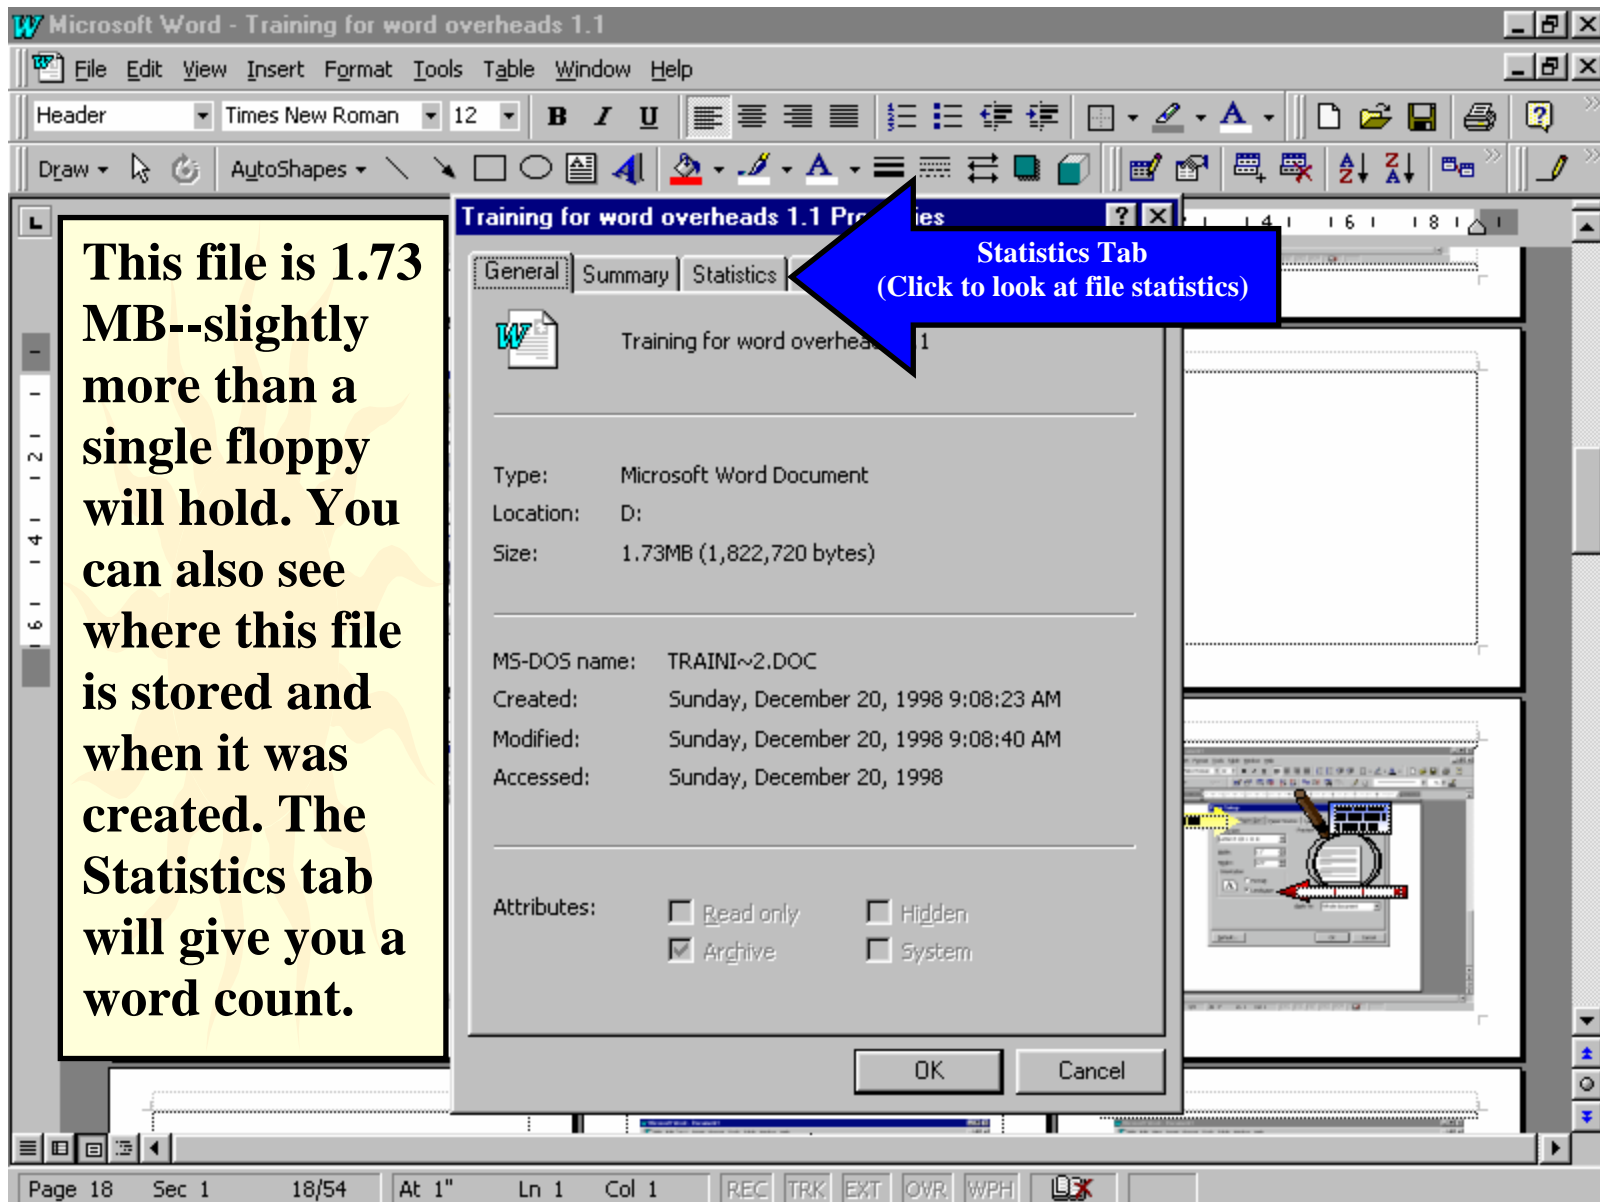 Microsoft Word - Training for word overheads 1.1
File Edit View Insert Format Tools Table Window Help
Header Times New Roman 12 B I U
Draw AutoShapes
Training for word overheads 1.1 Pr ies
General Summary Statistics
Statistics Tab
(Click to look at file statistics)
This file is 1.73
MB--slightly
more than a
single floppy
will hold. You
can also see
where this file
is stored and
when it was
created. The
Statistics tab
will give you a
word count.
Training for word overhea 1
Type: Microsoft Word Document
Location: D:
Size: 1.73MB (1,822,720 bytes)
MS-DOS name: TRAINI~2.DOC
Created: Sunday, December 20, 1998 9:08:23 AM
Modified: Sunday, December 20, 1998 9:08:40 AM
Accessed: Sunday, December 20, 1998
Attributes: Read only Hidden
Archive System
OK Cancel
Page 18 Sec 1 18/54 At 1" Ln 1 Col 1 REC TRK EXT OVR WPH